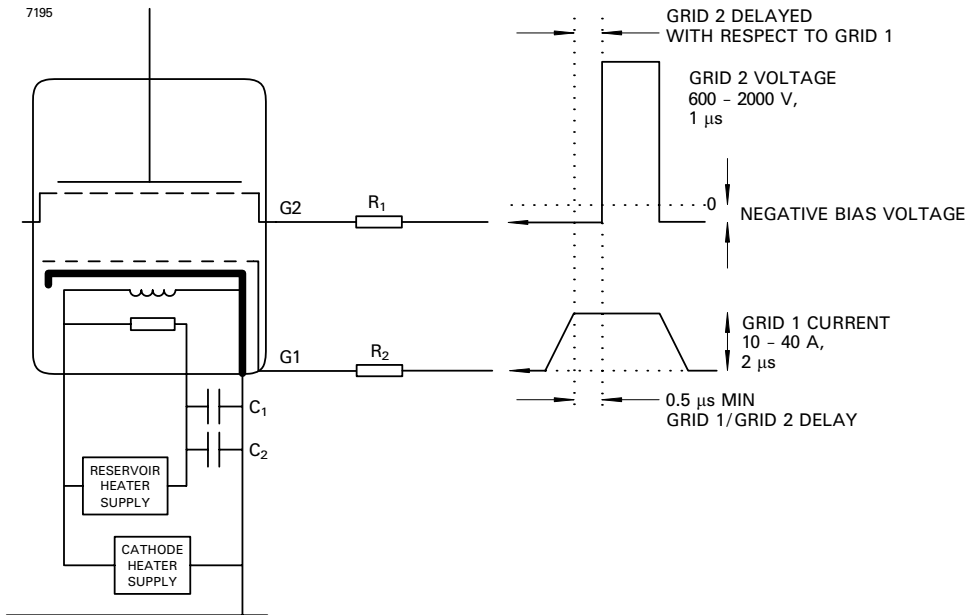 7195
GRID 2 DELAYED
WITH RESPECT TO GRID 1
GRID 2 VOLTAGE
600 – 2000 V,
1 µs
0
NEGATIVE BIAS VOLTAGE
G2
R1
G1
R2
GRID 1 CURRENT
10 – 40 A,
2 µs
0.5 µs MIN
GRID 1/GRID 2 DELAY
C1
C2
RESERVOIR
HEATER
SUPPLY
CATHODE
HEATER
SUPPLY